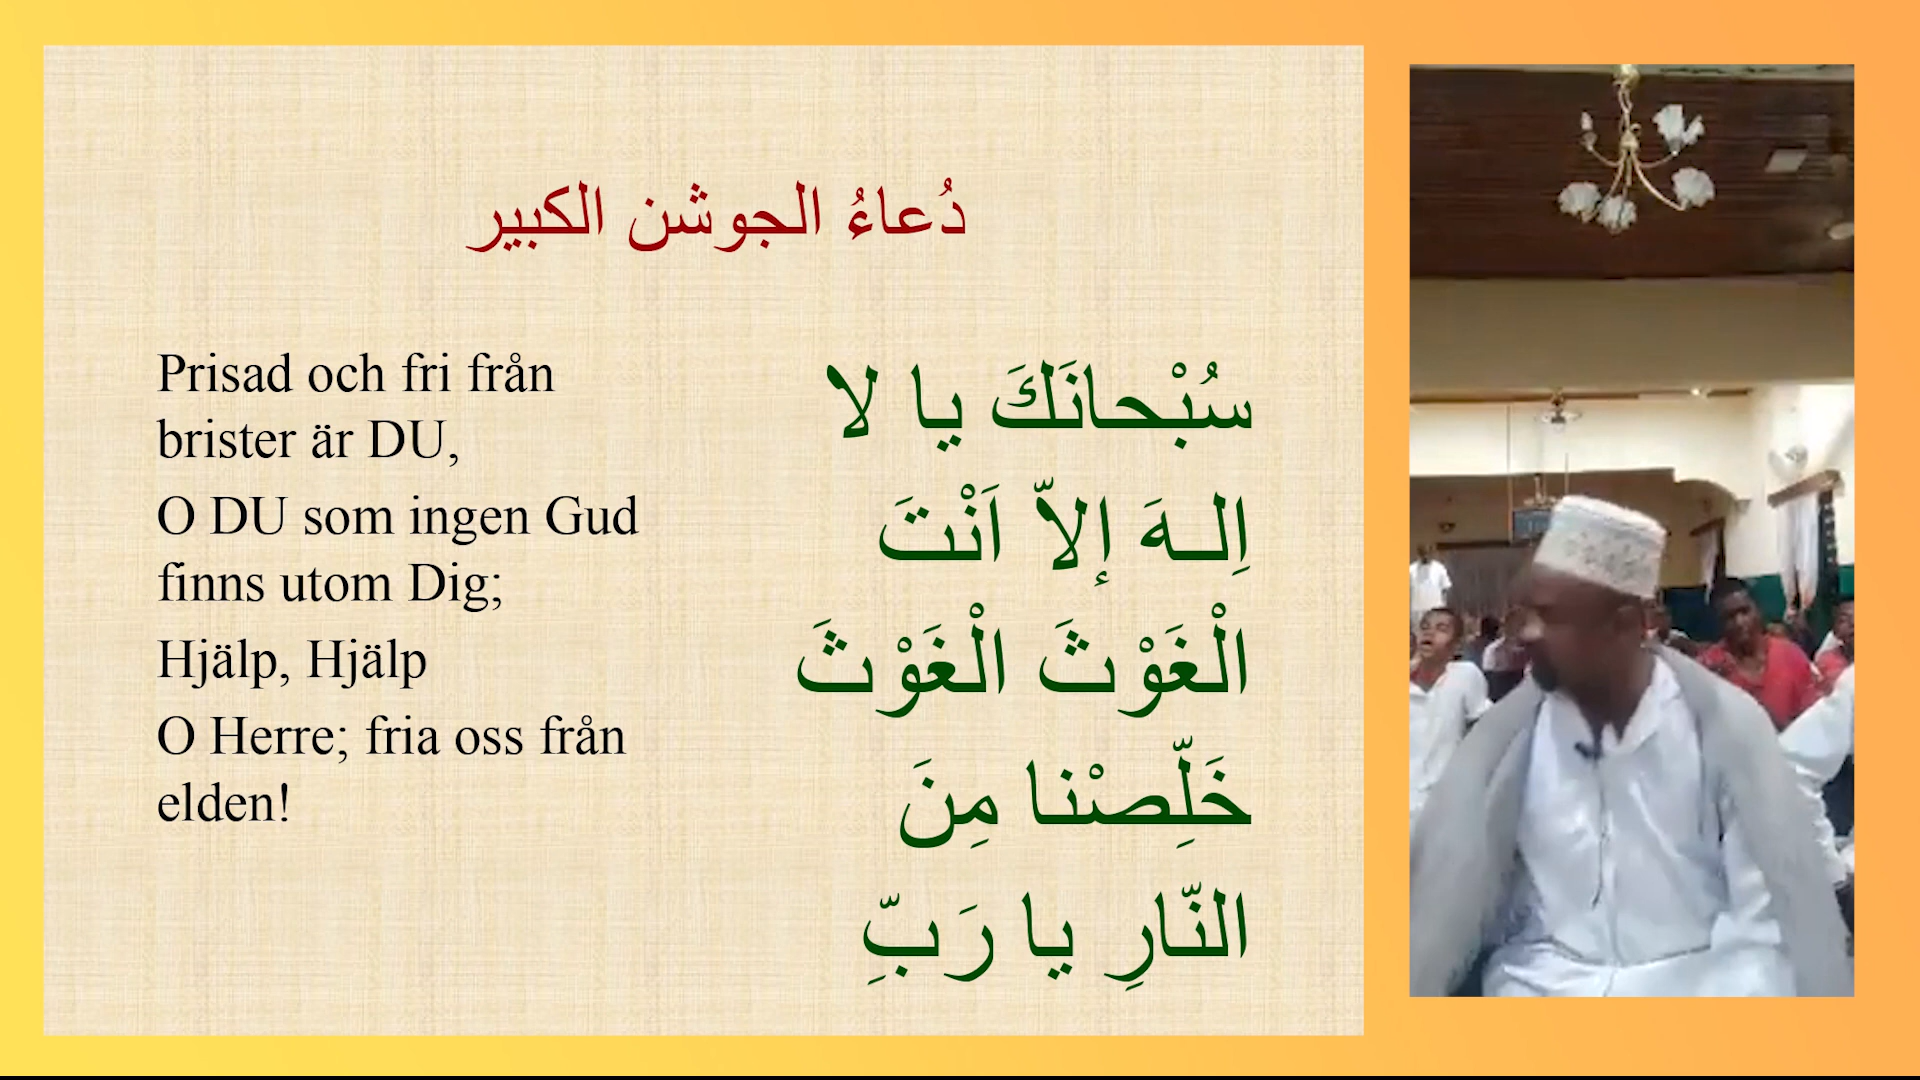 دُعاءُ الجوشن الكبير
Prisad och fri från
brister är DU,
O DU som ingen Gud
finns utom Dig;
Hjälp, Hjälp
O Herre; fria oss från
elden!
سُبْحانَكَ يا لا
اِلـهَ إلاّ اَنْتَ
الْغَوْثَ الْغَوْثَ
خَلِّصْنا مِنَ
النّارِ يا رَبِّ